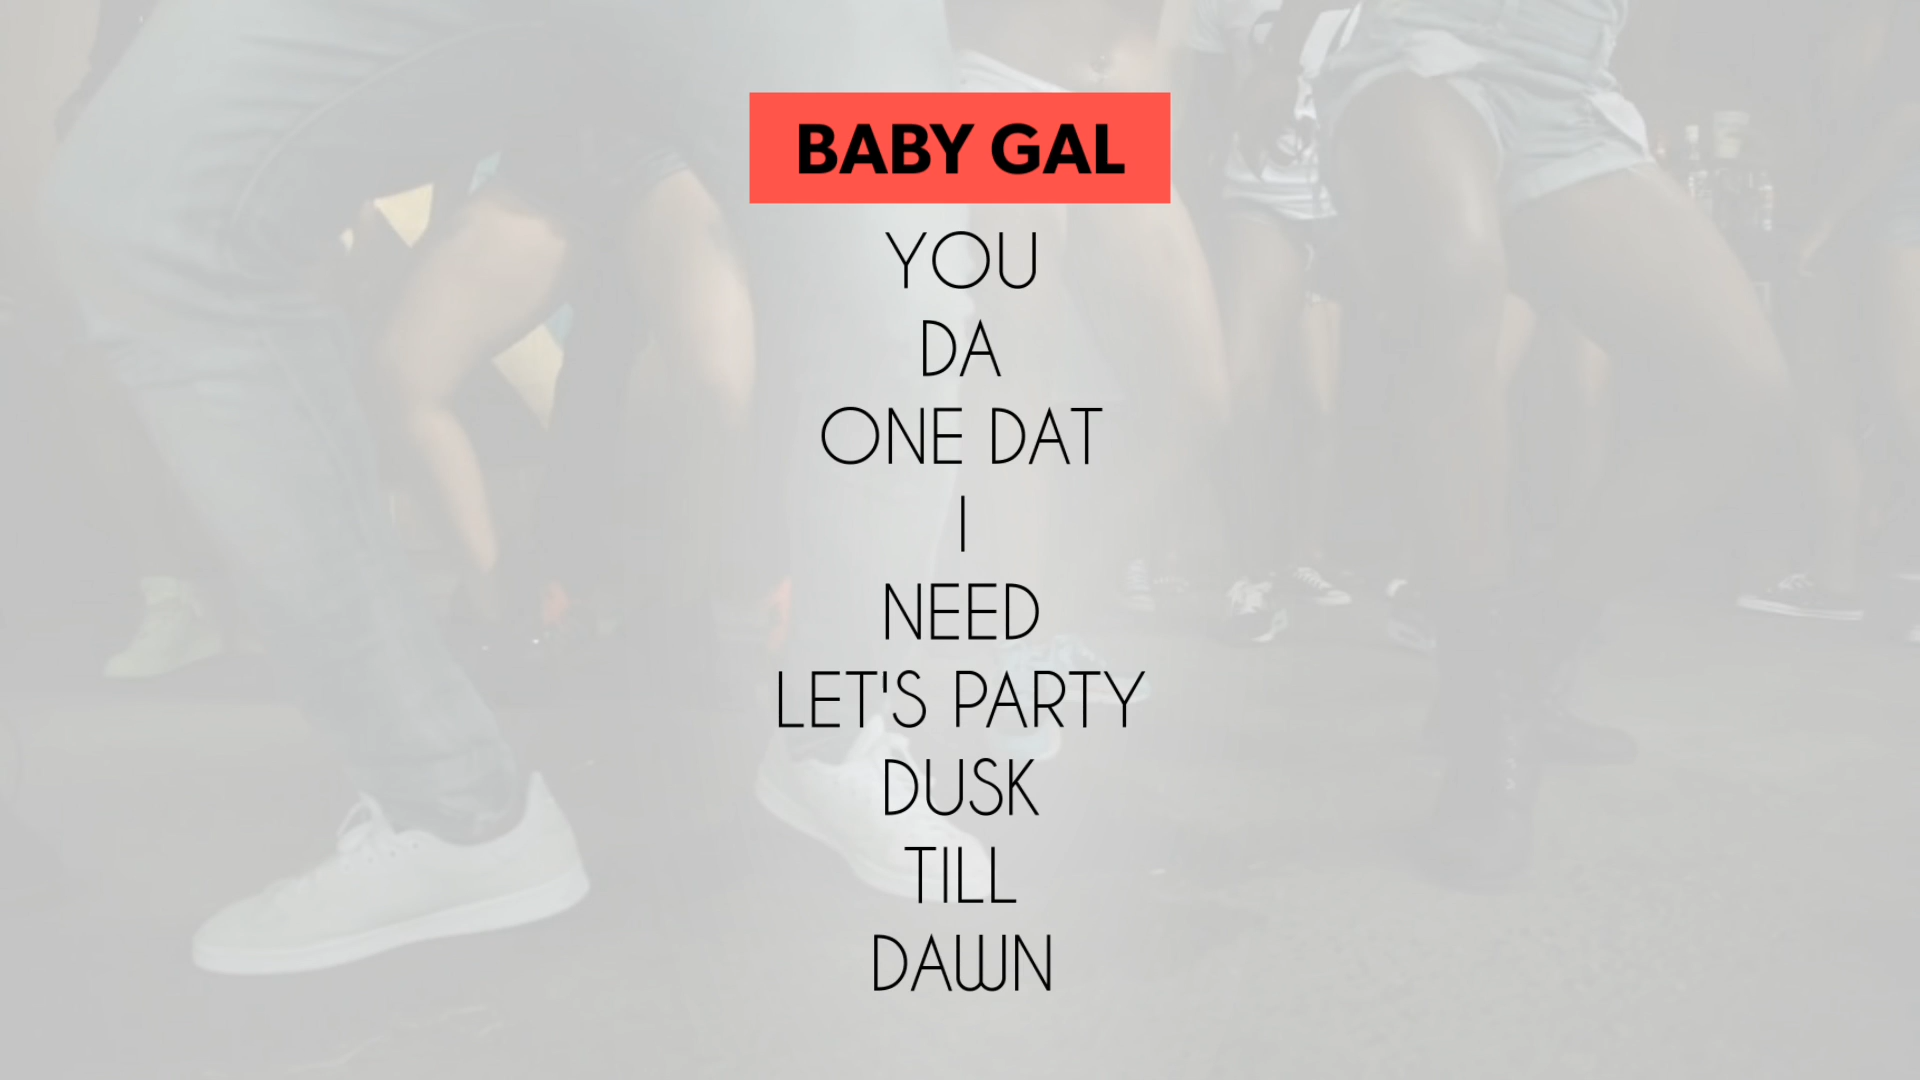 BABY GAL
YOU
DA
ONE DAT
I
NEED
LET'S PARTY
DUSK
TILL
DAWN